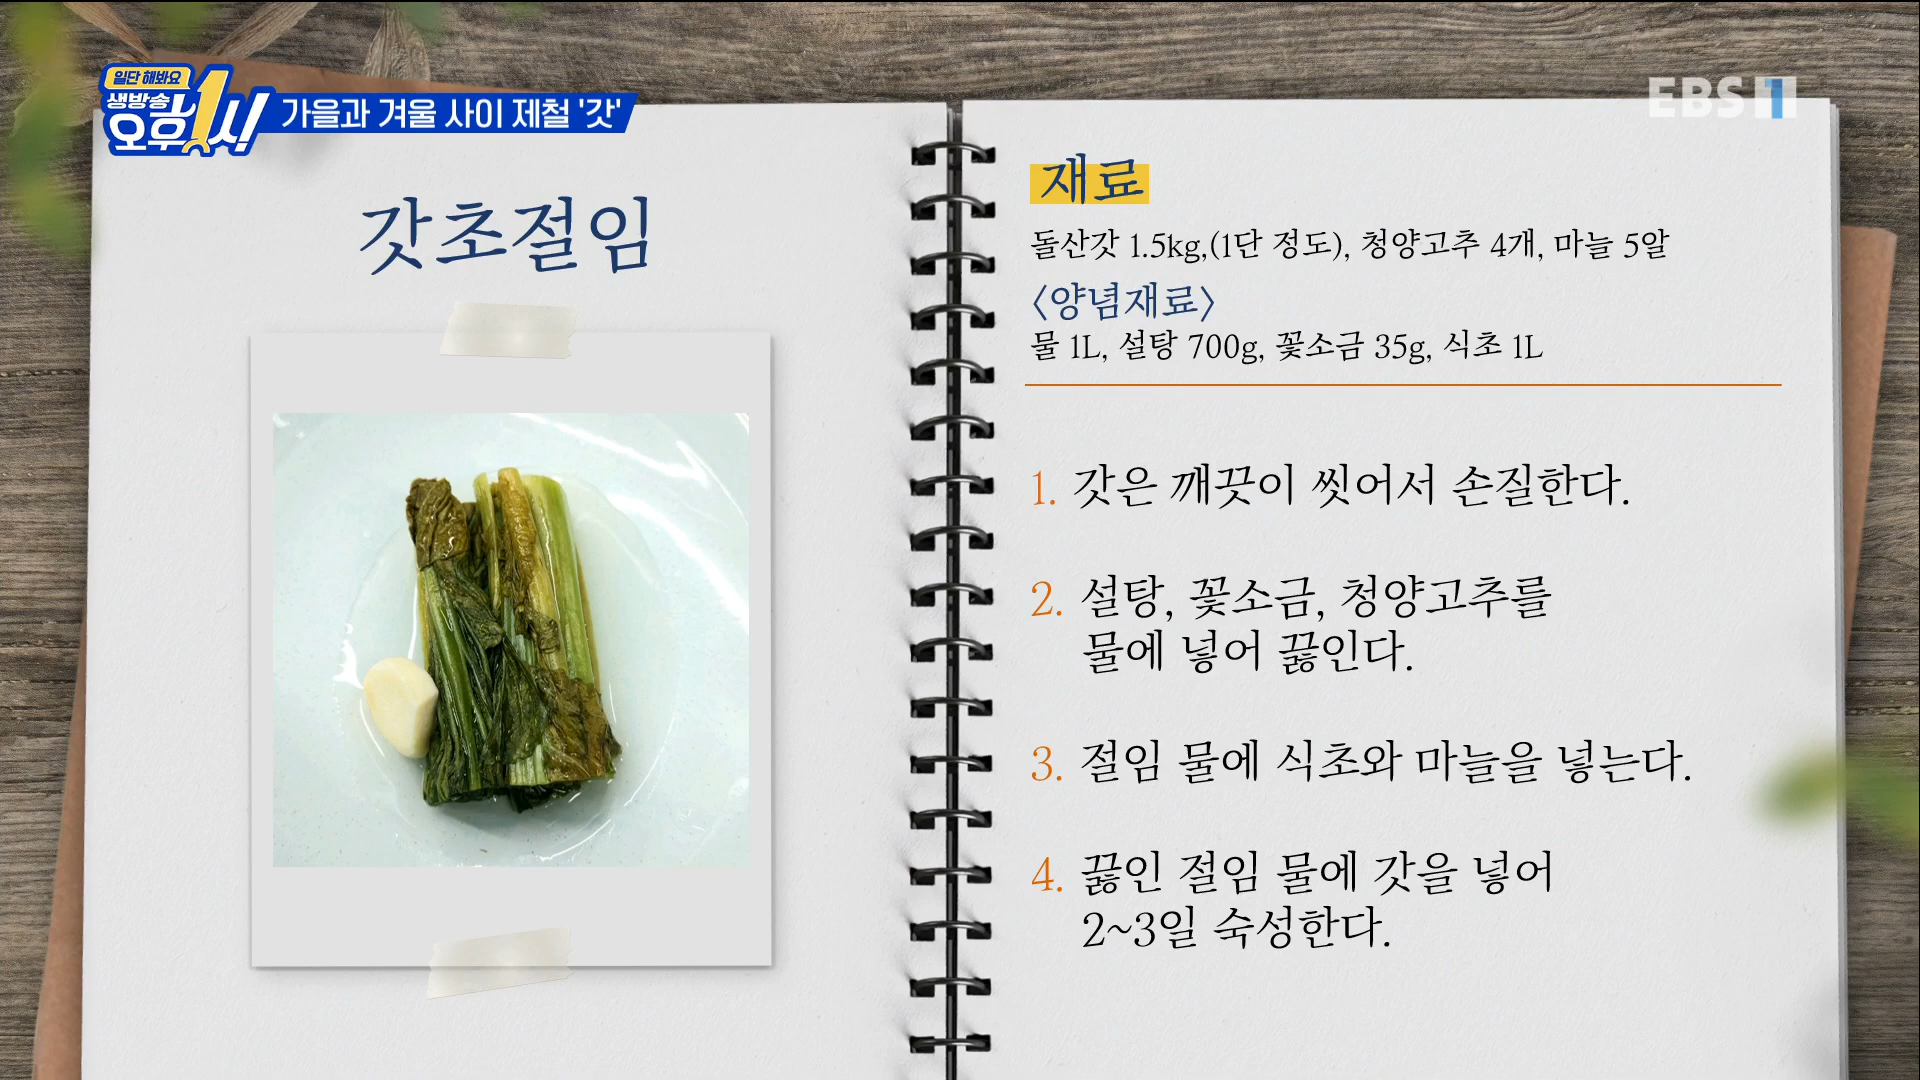 일단 해봐요
생방송
오후1시!
가을과 겨울 사이 제철 '갓'
EBS 1
갓초절임
재료
돌산갓 1.5kg,(1단 정도), 청양고추 4개, 마늘 5알
〈양념재료〉
물 1L, 설탕 700g, 꽃소금 35g, 식초 1L
1. 갓은 깨끗이 씻어서 손질한다.
2. 설탕, 꽃소금, 청양고추를
물에 넣어 끓인다.
3. 절임 물에 식초와 마늘을 넣는다.
4. 끓인 절임 물에 갓을 넣어
2~3일 숙성한다.